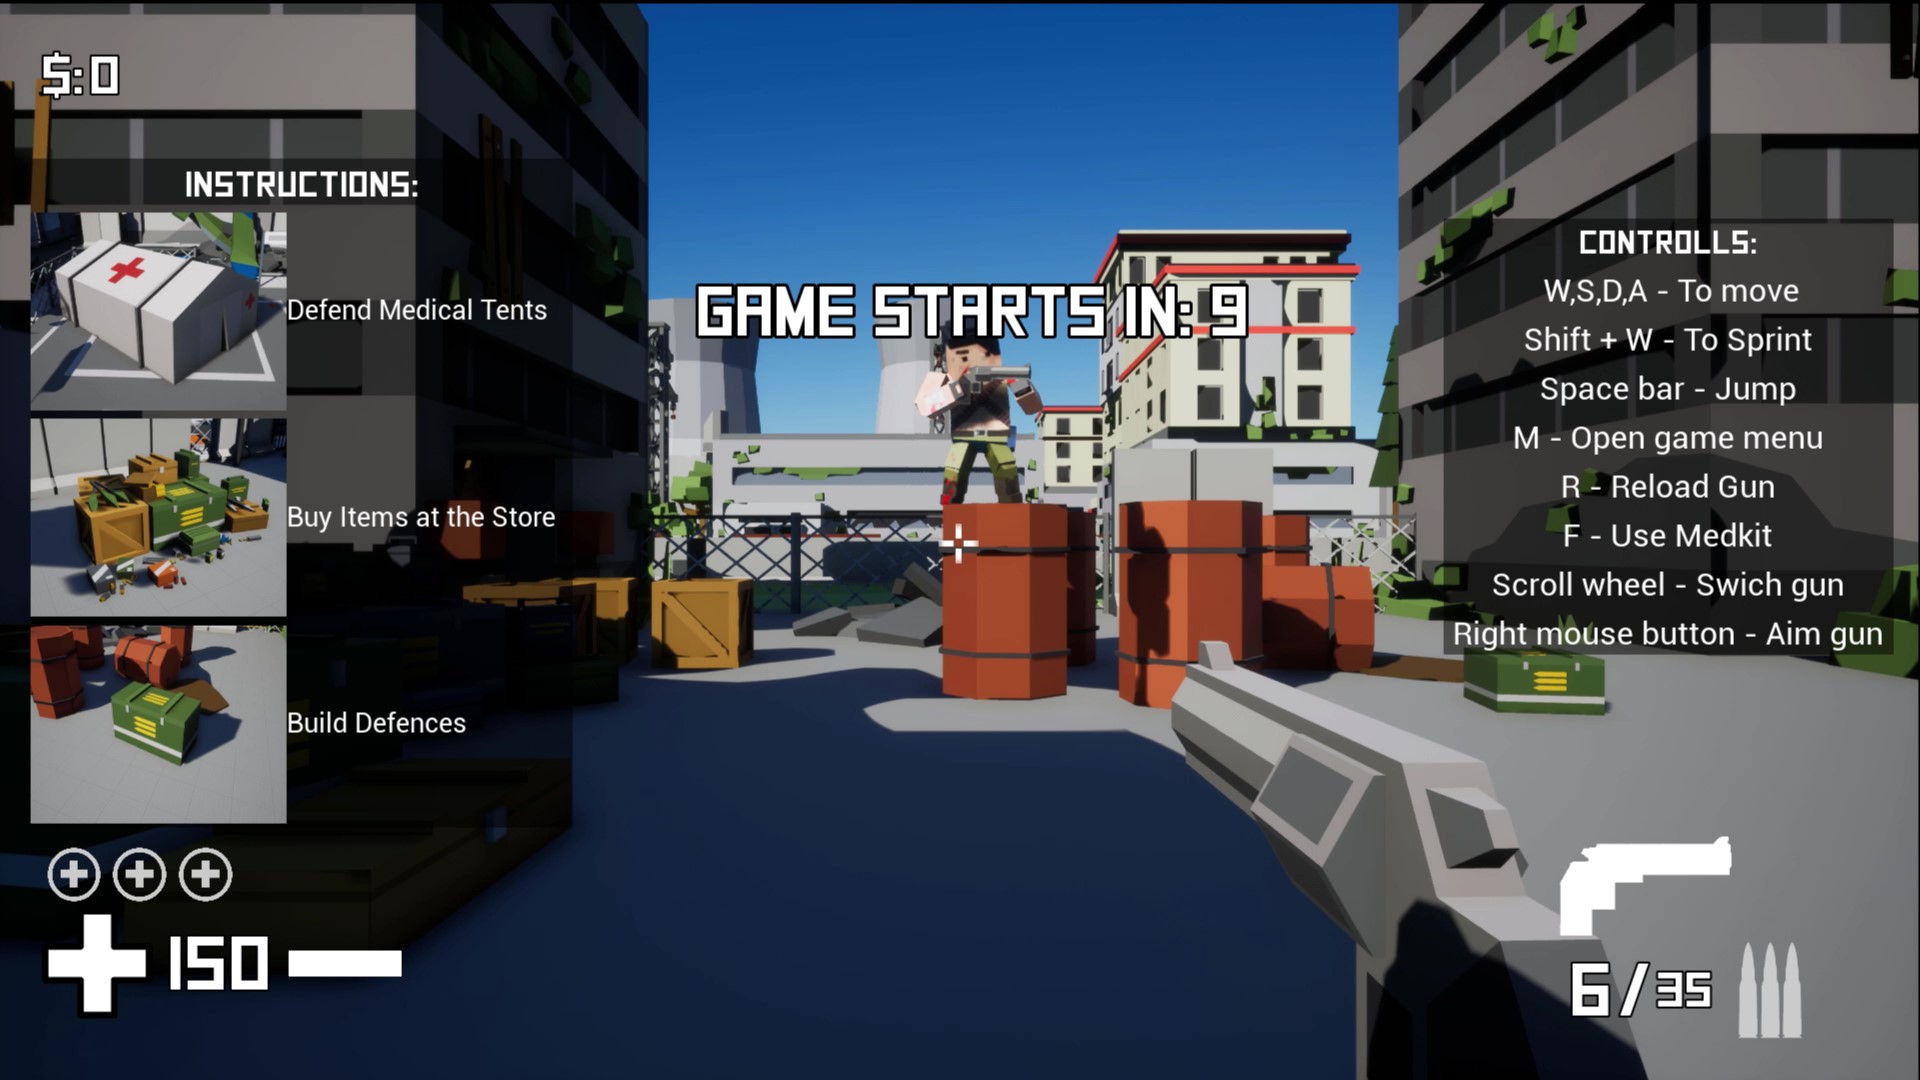 $:0
INSTRUCTIONS:
Defend Medical Tents
Buy Items at the Store
Build Defences
GAME STARTS IN: 9
CONTROLLS:
W,S,D,A - To move
Shift + W - To Sprint
Space bar - Jump
M - Open game menu
R - Reload Gun
F - Use Medkit
Scroll wheel - Swich gun
Right mouse button - Aim gun
150
6/35